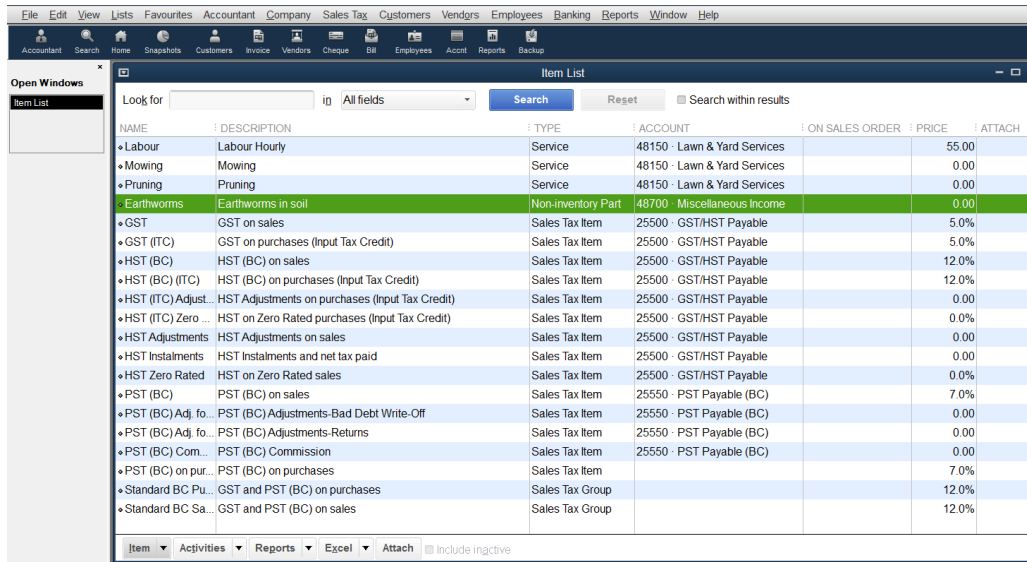 File Edit View Lists Favourites Accountant Company Sales Tax Customers Vendors Employees Banking Reports Window Help
Accountant Search Home Snapshots Customers Invoice Vendors Cheque Bill Employees Accnt Reports Backup
Open Windows
Item List
Item List
Look for in All fields Search Reset Search within results
NAME DESCRIPTION TYPE ACCOUNT ON SALES ORDER PRICE ATTACH
Labour Labour Hourly Service 48150 · Lawn & Yard Services 55.00
Mowing Mowing Service 48150 · Lawn & Yard Services 0.00
Pruning Pruning Service 48150 · Lawn & Yard Services 0.00
Earthworms Earthworms in soil Non-inventory Part 48700 · Miscellaneous Income 0.00
GST GST on sales Sales Tax Item 25500 · GST/HST Payable 5.0%
GST (ITC) GST on purchases (Input Tax Credit) Sales Tax Item 25500 · GST/HST Payable 5.0%
HST (BC) HST (BC) on sales Sales Tax Item 25500 · GST/HST Payable 12.0%
HST (BC) (ITC) HST (BC) on purchases (Input Tax Credit) Sales Tax Item 25500 · GST/HST Payable 12.0%
HST (ITC) Adjust... HST Adjustments on purchases (Input Tax Credit) Sales Tax Item 25500 · GST/HST Payable 0.00
HST (ITC) Zero ... HST on Zero Rated purchases (Input Tax Credit) Sales Tax Item 25500 · GST/HST Payable 0.0%
HST Adjustments HST Adjustments on sales Sales Tax Item 25500 · GST/HST Payable 0.00
HST Instalments HST Instalments and net tax paid Sales Tax Item 25500 · GST/HST Payable 0.00
HST Zero Rated HST on Zero Rated sales Sales Tax Item 25500 · GST/HST Payable 0.0%
PST (BC) PST (BC) on sales Sales Tax Item 25550 · PST Payable (BC) 7.0%
PST (BC) Adj. fo... PST (BC) Adjustments-Bad Debt Write-Off Sales Tax Item 25550 · PST Payable (BC) 0.00
PST (BC) Adj. fo... PST (BC) Adjustments-Returns Sales Tax Item 25550 · PST Payable (BC) 0.00
PST (BC) Com... PST (BC) Commission Sales Tax Item 25550 · PST Payable (BC) 0.00
PST (BC) on pur... PST (BC) on purchases Sales Tax Item 7.0%
Standard BC Pu... GST and PST (BC) on purchases Sales Tax Group 12.0%
Standard BC Sa... GST and PST (BC) on sales Sales Tax Group 12.0%
Item Activities Reports Excel Attach Include inactive